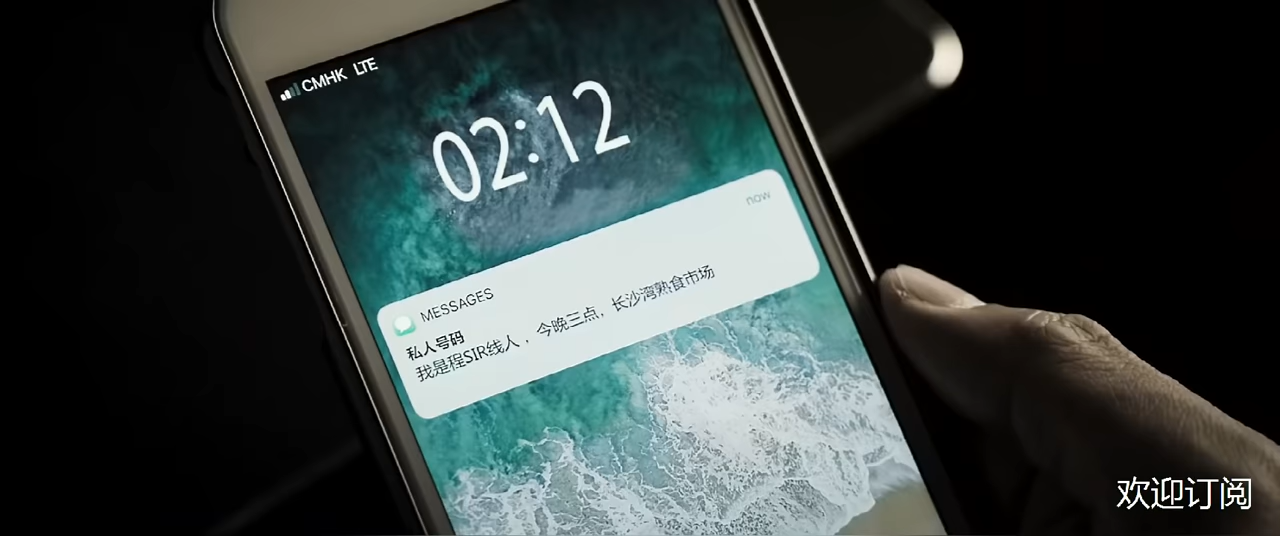 CMHK LTE
02:12
now
MESSAGES
私人号码
我是程SIR线人，今晚三点，长沙湾熟食市场
欢迎订阅